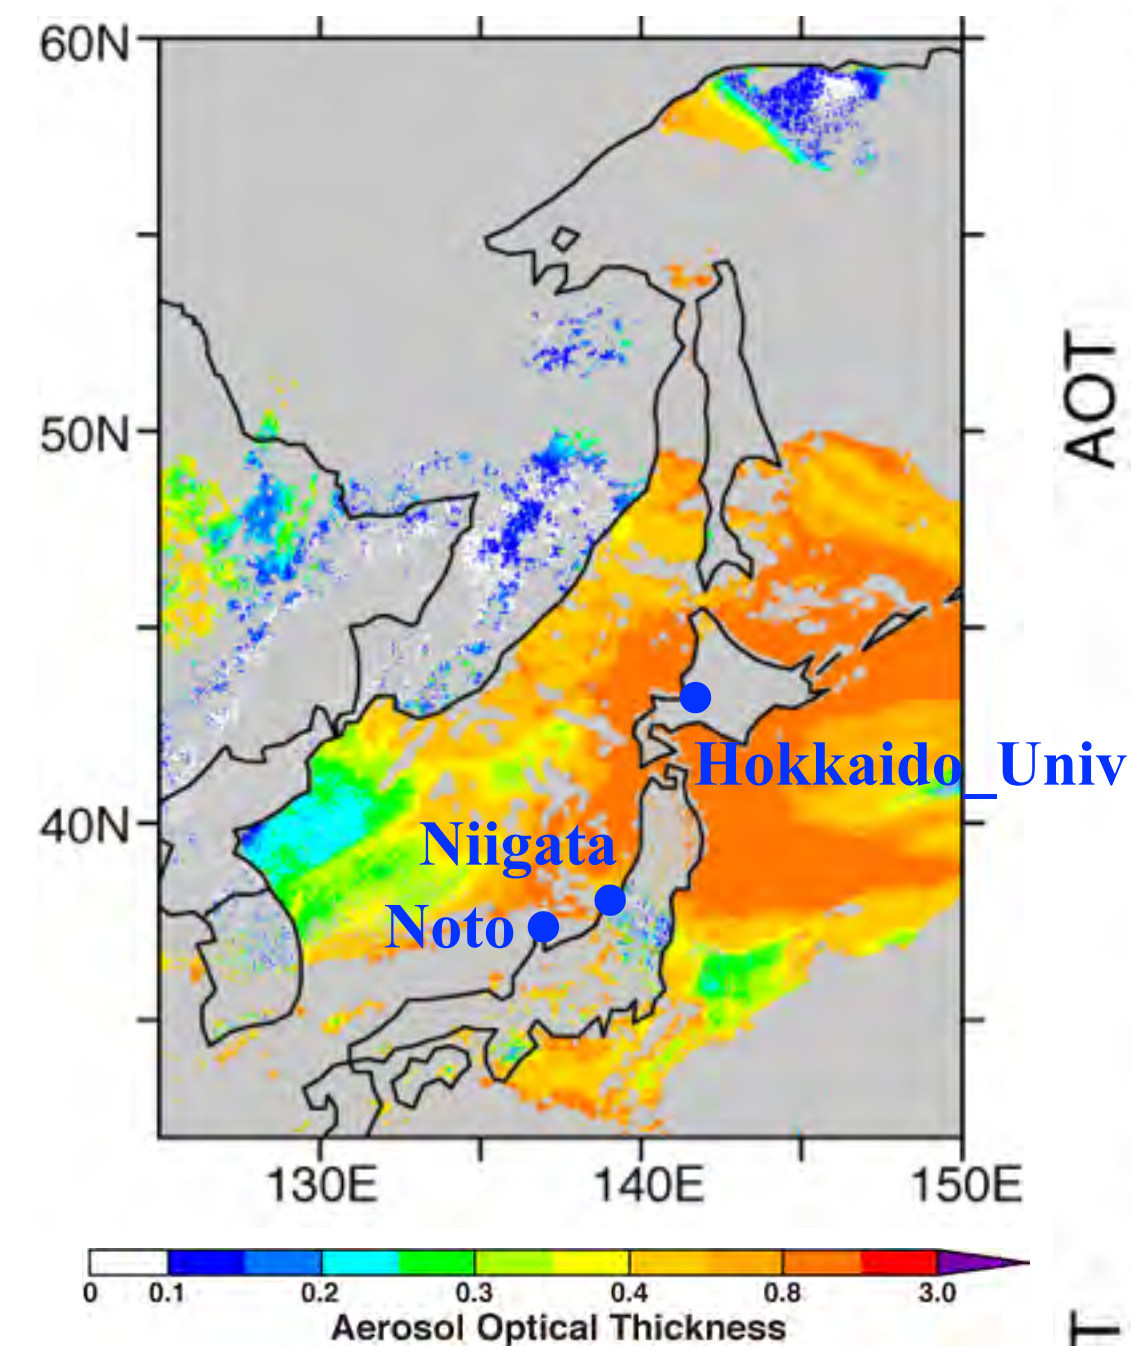 60N
AOT
50N
Hokkaido_Univ
40N
Niigata
Noto
130E 140E 150E
0 0.1 0.2 0.3 0.4 0.8 3.0
Aerosol Optical Thickness
T